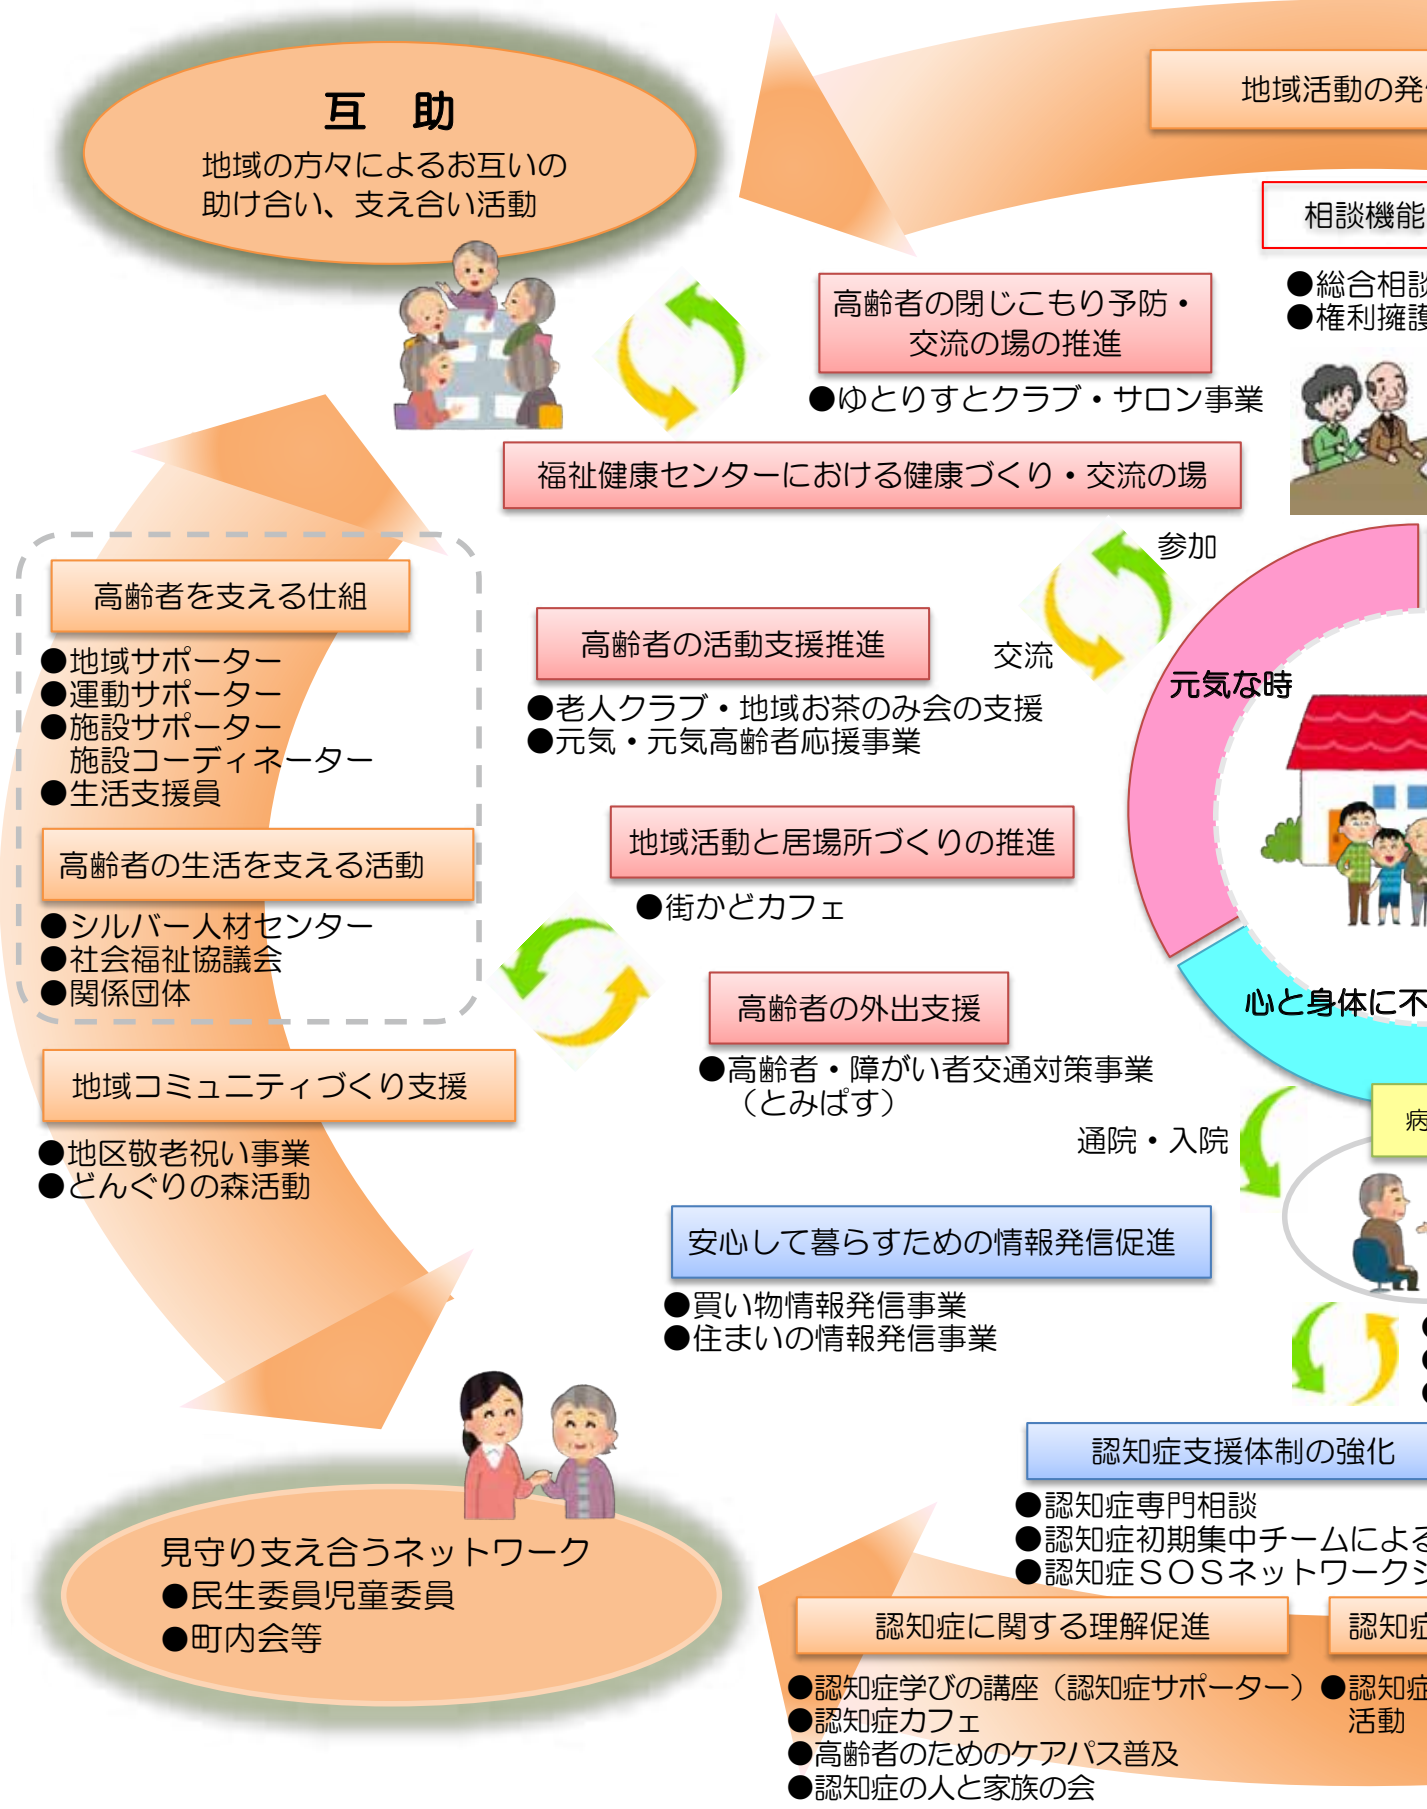 互　助
地域の方々によるお互いの
助け合い、支え合い活動
地域活動の発
相談機能
●総合相談
●権利擁護
高齢者の閉じこもり予防・
交流の場の推進
●ゆとりすとクラブ・サロン事業
福祉健康センターにおける健康づくり・交流の場
参加
交流
元気な時
高齢者を支える仕組
●地域サポーター
●運動サポーター
●施設サポーター
施設コーディネーター
●生活支援員
高齢者の生活を支える活動
●シルバー人材センター
●社会福祉協議会
●関係団体
地域コミュニティづくり支援
●地区敬老祝い事業
●どんぐりの森活動
高齢者の活動支援推進
●老人クラブ・地域お茶のみ会の支援
●元気・元気高齢者応援事業
地域活動と居場所づくりの推進
●街かどカフェ
高齢者の外出支援
●高齢者・障がい者交通対策事業
（とみぱす）
心と身体に不
病
通院・入院
安心して暮らすための情報発信促進
●買い物情報発信事業
●住まいの情報発信事業
認知症支援体制の強化
●認知症専門相談
●認知症初期集中チームによる
●認知症ＳＯＳネットワークシ
見守り支え合うネットワーク
●民生委員児童委員
●町内会等
認知症に関する理解促進
●認知症学びの講座（認知症サポーター）
●認知症カフェ
●高齢者のためのケアパス普及
●認知症の人と家族の会
認知症
●認知症
活動